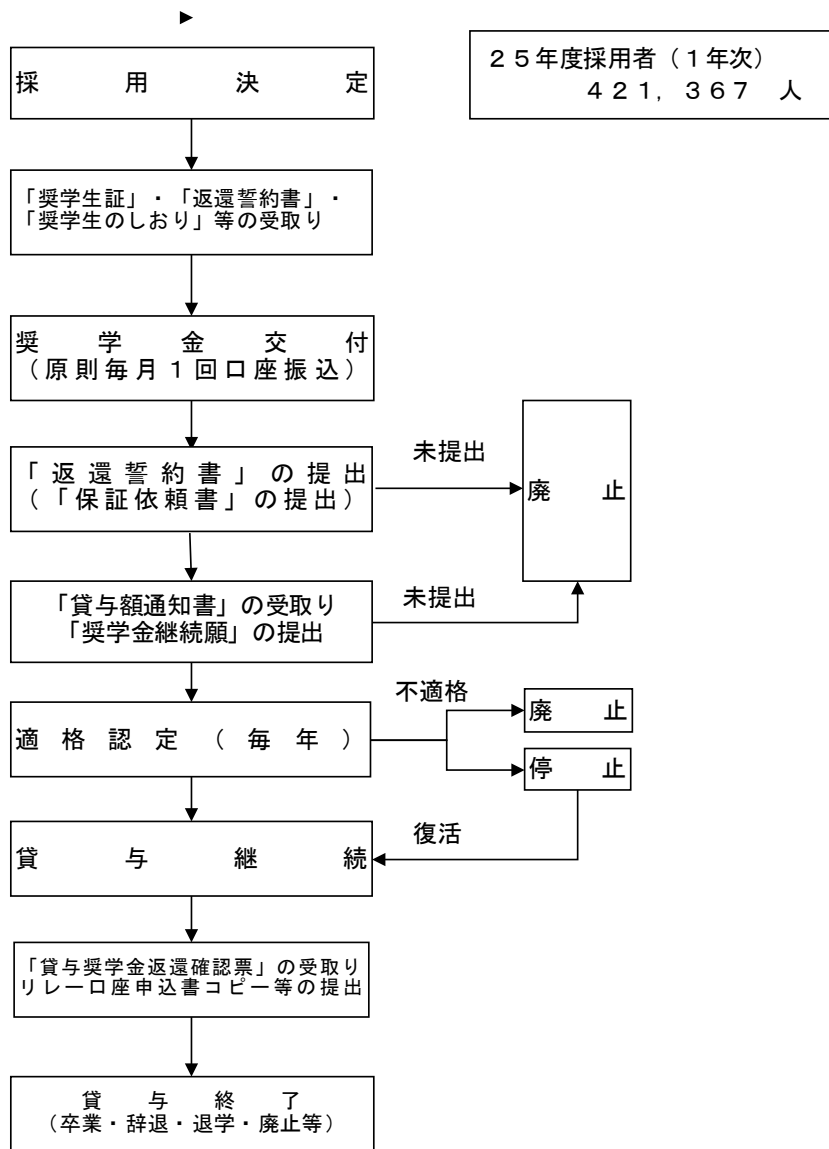 採用決定
25年度採用者(1年次)
421,367 人
「奨学生証」・「返還誓約書」・
「奨学生のしおり」等の受取り
奨学金交付
(原則毎月1回口座振込)
「返還誓約書」の提出
(「保証依頼書」の提出)
未提出
廃止
「貸与額通知書」の受取り
「奨学金継続願」の提出
未提出
適格認定(毎年)
不適格
廃止
停止
貸与継続
復活
「貸与奨学金返還確認票」の受取り
リレー口座申込書コピー等の提出
貸与終了
(卒業・辞退・退学・廃止等)